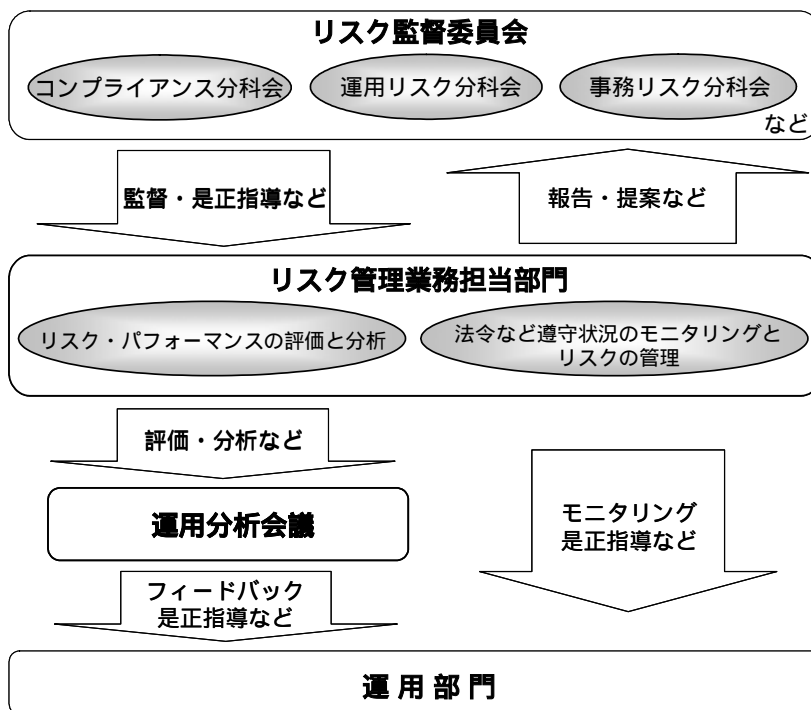 リスク監督委員会
コンプライアンス分科会
運用リスク分科会
事務リスク分科会
など
監督・是正指導など
報告・提案など
リスク管理業務担当部門
リスク・パフォーマンスの評価と分析
法令など遵守状況のモニタリングと
リスクの管理
評価・分析など
運用分析会議
モニタリング
是正指導など
フィードバック
是正指導など
運 用 部 門